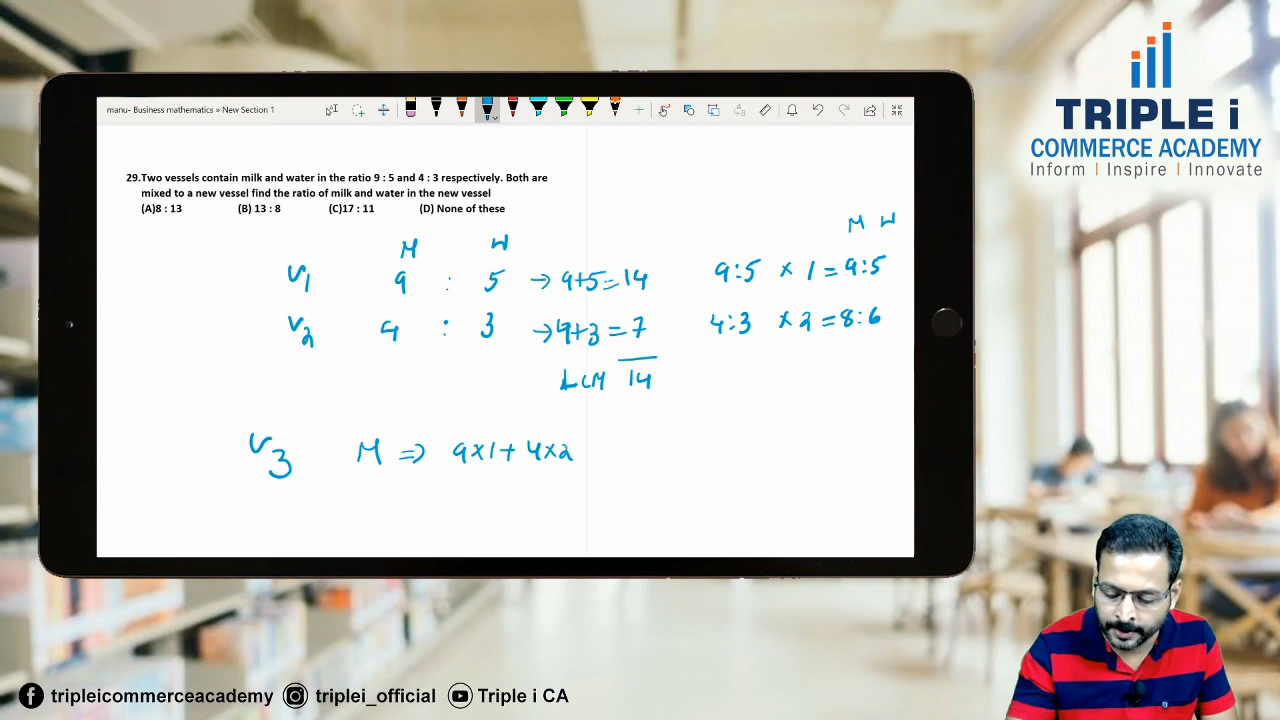 TRIPLE i
COMMERCE ACADEMY
Inform | Inspire | Innovate
manu- Business mathematics » New Section 1
29.Two vessels contain milk and water in the ratio 9 : 5 and 4 : 3 respectively. Both are
mixed to a new vessel find the ratio of milk and water in the new vessel
(A)8 : 13 (B) 13 : 8 (C)17 : 11 (D) None of these
M W
V1 9 : 5 → 9+5=14
V2 4 : 3 → 4+3=7
LCM 14
M W
9:5 × 1 = 9:5
4:3 × 2 = 8:6
V3 M ⇒ 9×1+4×2
tripleicommerceacademy triplei_official Triple i CA